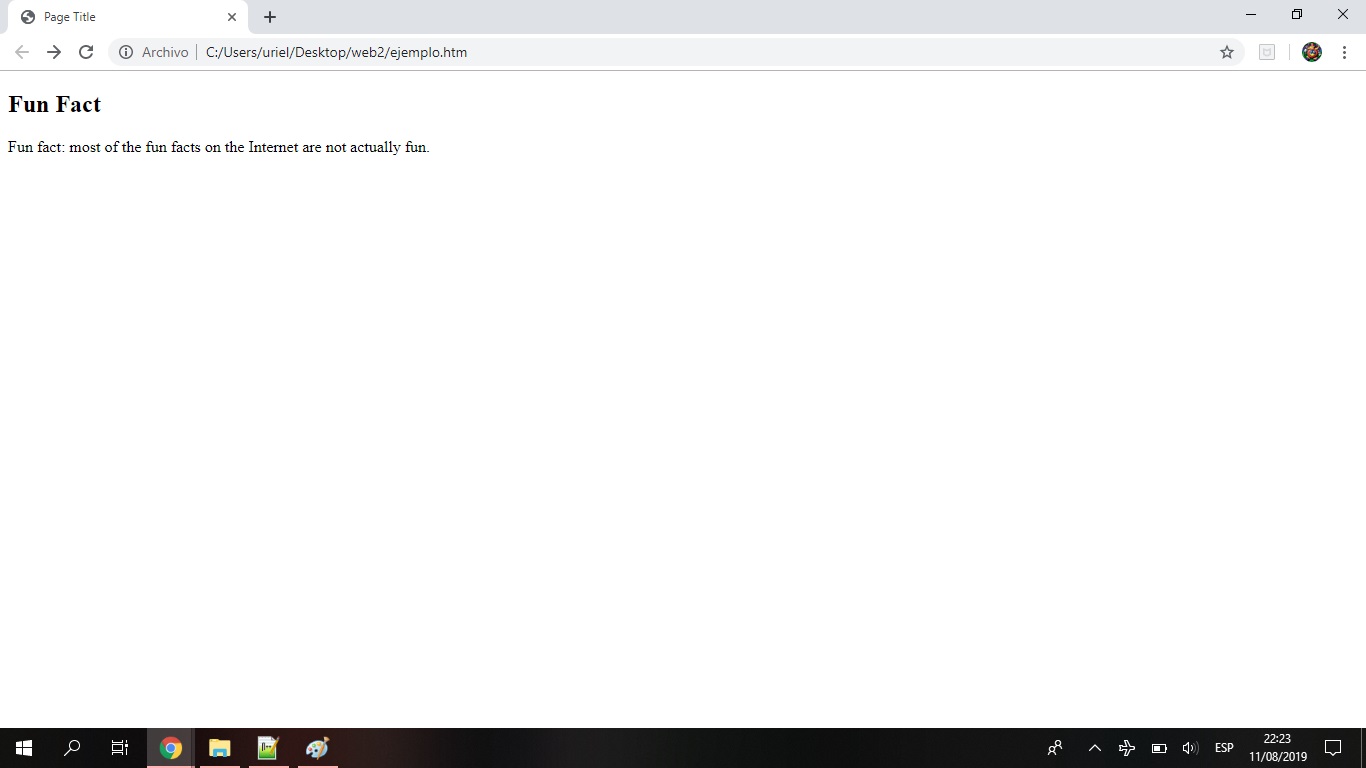 Page Title
Archivo C:/Users/uriel/Desktop/web2/ejemplo.htm
Fun Fact
Fun fact: most of the fun facts on the Internet are not actually fun.
ESP
22:23
11/08/2019